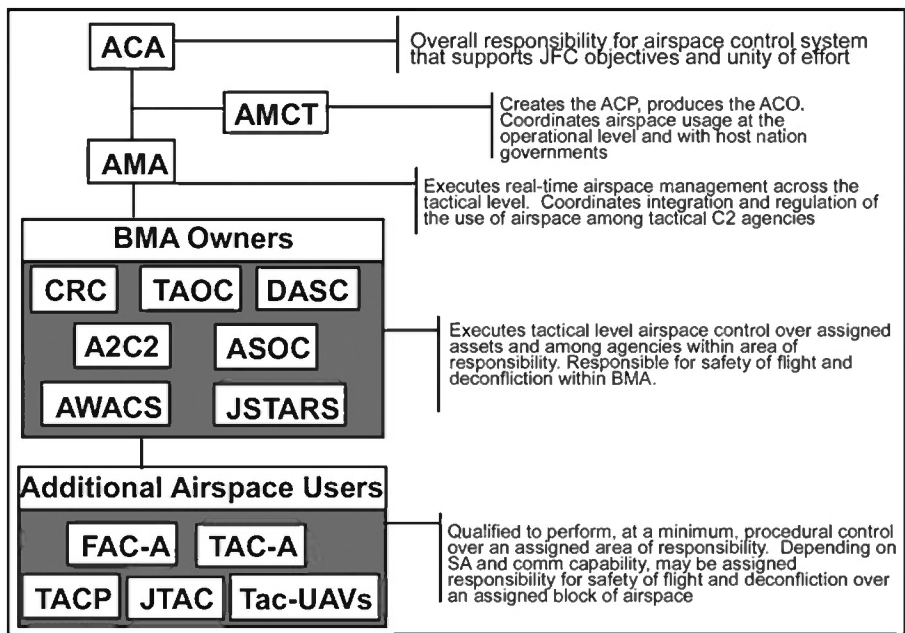 ACA
Overall responsibility for airspace control system
that supports JFC objectives and unity of effort
AMCT
Creates the ACP, produces the ACO.
Coordinates airspace usage at the
operational level and with host nation
governments
AMA
Executes real-time airspace management across the
tactical level. Coordinates integration and regulation of
the use of airspace among tactical C2 agencies
BMA Owners
CRC TAOC DASC
A2C2 ASOC
AWACS JSTARS
Executes tactical level airspace control over assigned
assets and among agencies within area of
responsibility. Responsible for safety of flight and
deconfliction within BMA.
Additional Airspace Users
FAC-A TAC-A
TACP JTAC Tac-UAVs
Qualified to perform, at a minimum, procedural control
over an assigned area of responsibility. Depending on
SA and comm capability, may be assigned
responsibility for safety of flight and deconfliction over
an assigned block of airspace